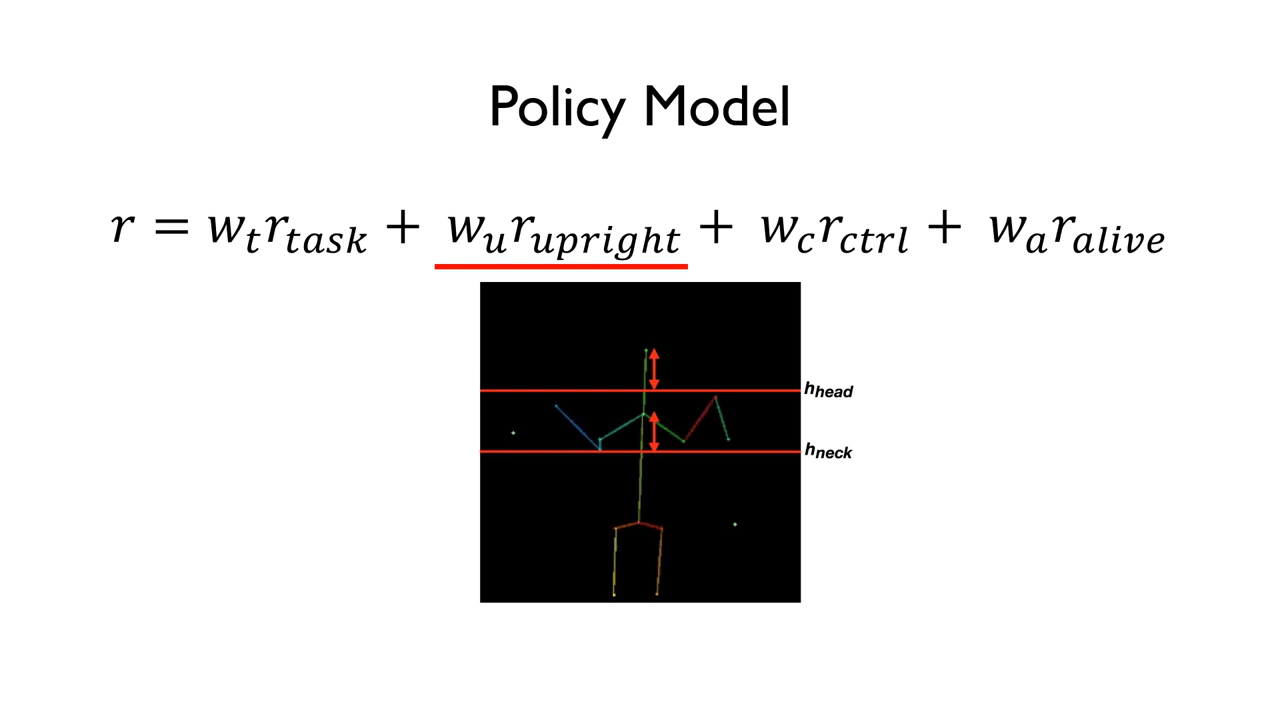 Policy Model
r = w_t r_task + w_u r_upright + w_c r_ctrl + w_a r_alive
h_head
h_neck